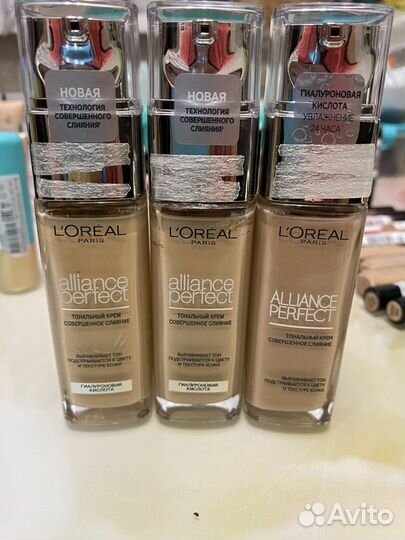 НОВАЯ
ТЕХНОЛОГИЯ
СОВЕРШЕННОГО
СЛИЯНИЯ²
L'ORÉAL
PARIS
alliance
perfect
ТОНАЛЬНЫЙ КРЕМ
СОВЕРШЕННОЕ СЛИЯНИЕ
ВЫРАВНИВАЕТ ТОН
ПОДСТРАИВАЕТСЯ К ЦВЕТУ
И ТЕКСТУРЕ КОЖИ
ГИАЛУРОНОВАЯ
КИСЛОТА
НОВАЯ
ТЕХНОЛОГИЯ
СОВЕРШЕННОГО
СЛИЯНИЯ²
L'ORÉAL
PARIS
alliance
perfect
ТОНАЛЬНЫЙ КРЕМ
СОВЕРШЕННОЕ СЛИЯНИЕ
ВЫРАВНИВАЕТ ТОН
ПОДСТРАИВАЕТСЯ К ЦВЕТУ
И ТЕКСТУРЕ КОЖИ
ГИАЛУРОНОВАЯ
КИСЛОТА
ГИАЛУРОНОВАЯ
КИСЛОТА
УВЛАЖНЕНИЕ
24 ЧАСА
L'ORÉAL
PARIS
ALLIANCE
PERFECT
ТОНАЛЬНЫЙ КРЕМ
СОВЕРШЕННОЕ СЛИЯНИЕ
ВЫРАВНИВАЕТ ТОН
ПОДСТРАИВАЕТСЯ К ЦВЕТУ
И ТЕКСТУРЕ КОЖИ
Avito